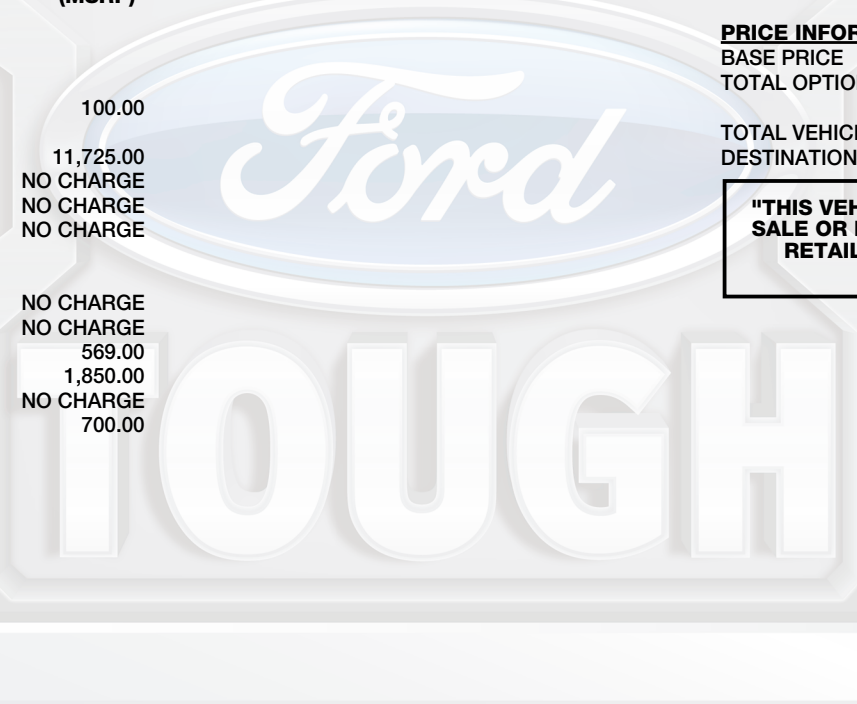 (MSRP)
100.00
11,725.00
NO CHARGE
NO CHARGE
NO CHARGE
NO CHARGE
NO CHARGE
569.00
1,850.00
NO CHARGE
700.00
PRICE INFOR
BASE PRICE
TOTAL OPTIO
TOTAL VEHIC
DESTINATION
"THIS VEH
SALE OR
RETAIL
Ford
TOUGH